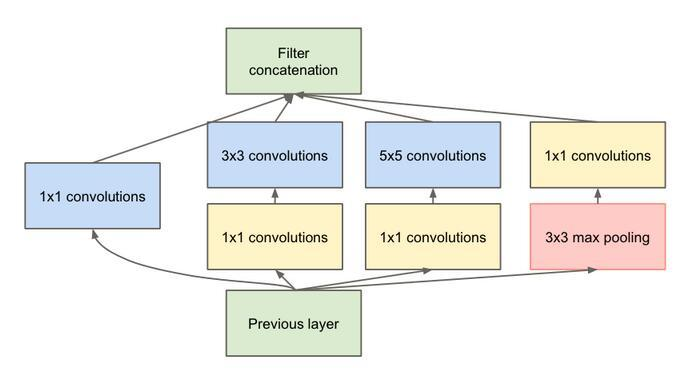 Filter
concatenation
3x3 convolutions
5x5 convolutions
1x1 convolutions
1x1 convolutions
1x1 convolutions
1x1 convolutions
3x3 max pooling
Previous layer